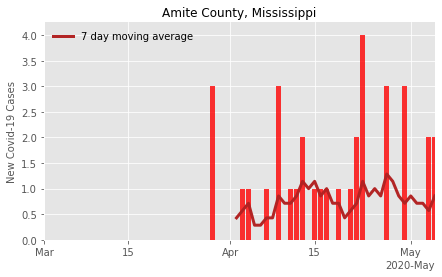 Amite County, Mississippi
7 day moving average
New Covid-19 Cases
4.0
3.5
3.0
2.5
2.0
1.5
1.0
0.5
0.0
Mar
15
Apr
15
May
2020-May